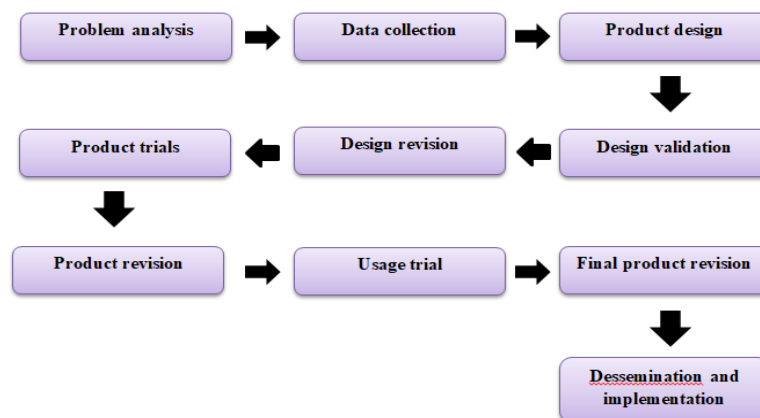 Problem analysis
Data collection
Product design
Product trials
Design revision
Design validation
Product revision
Usage trial
Final product revision
Dessemination and
implementation